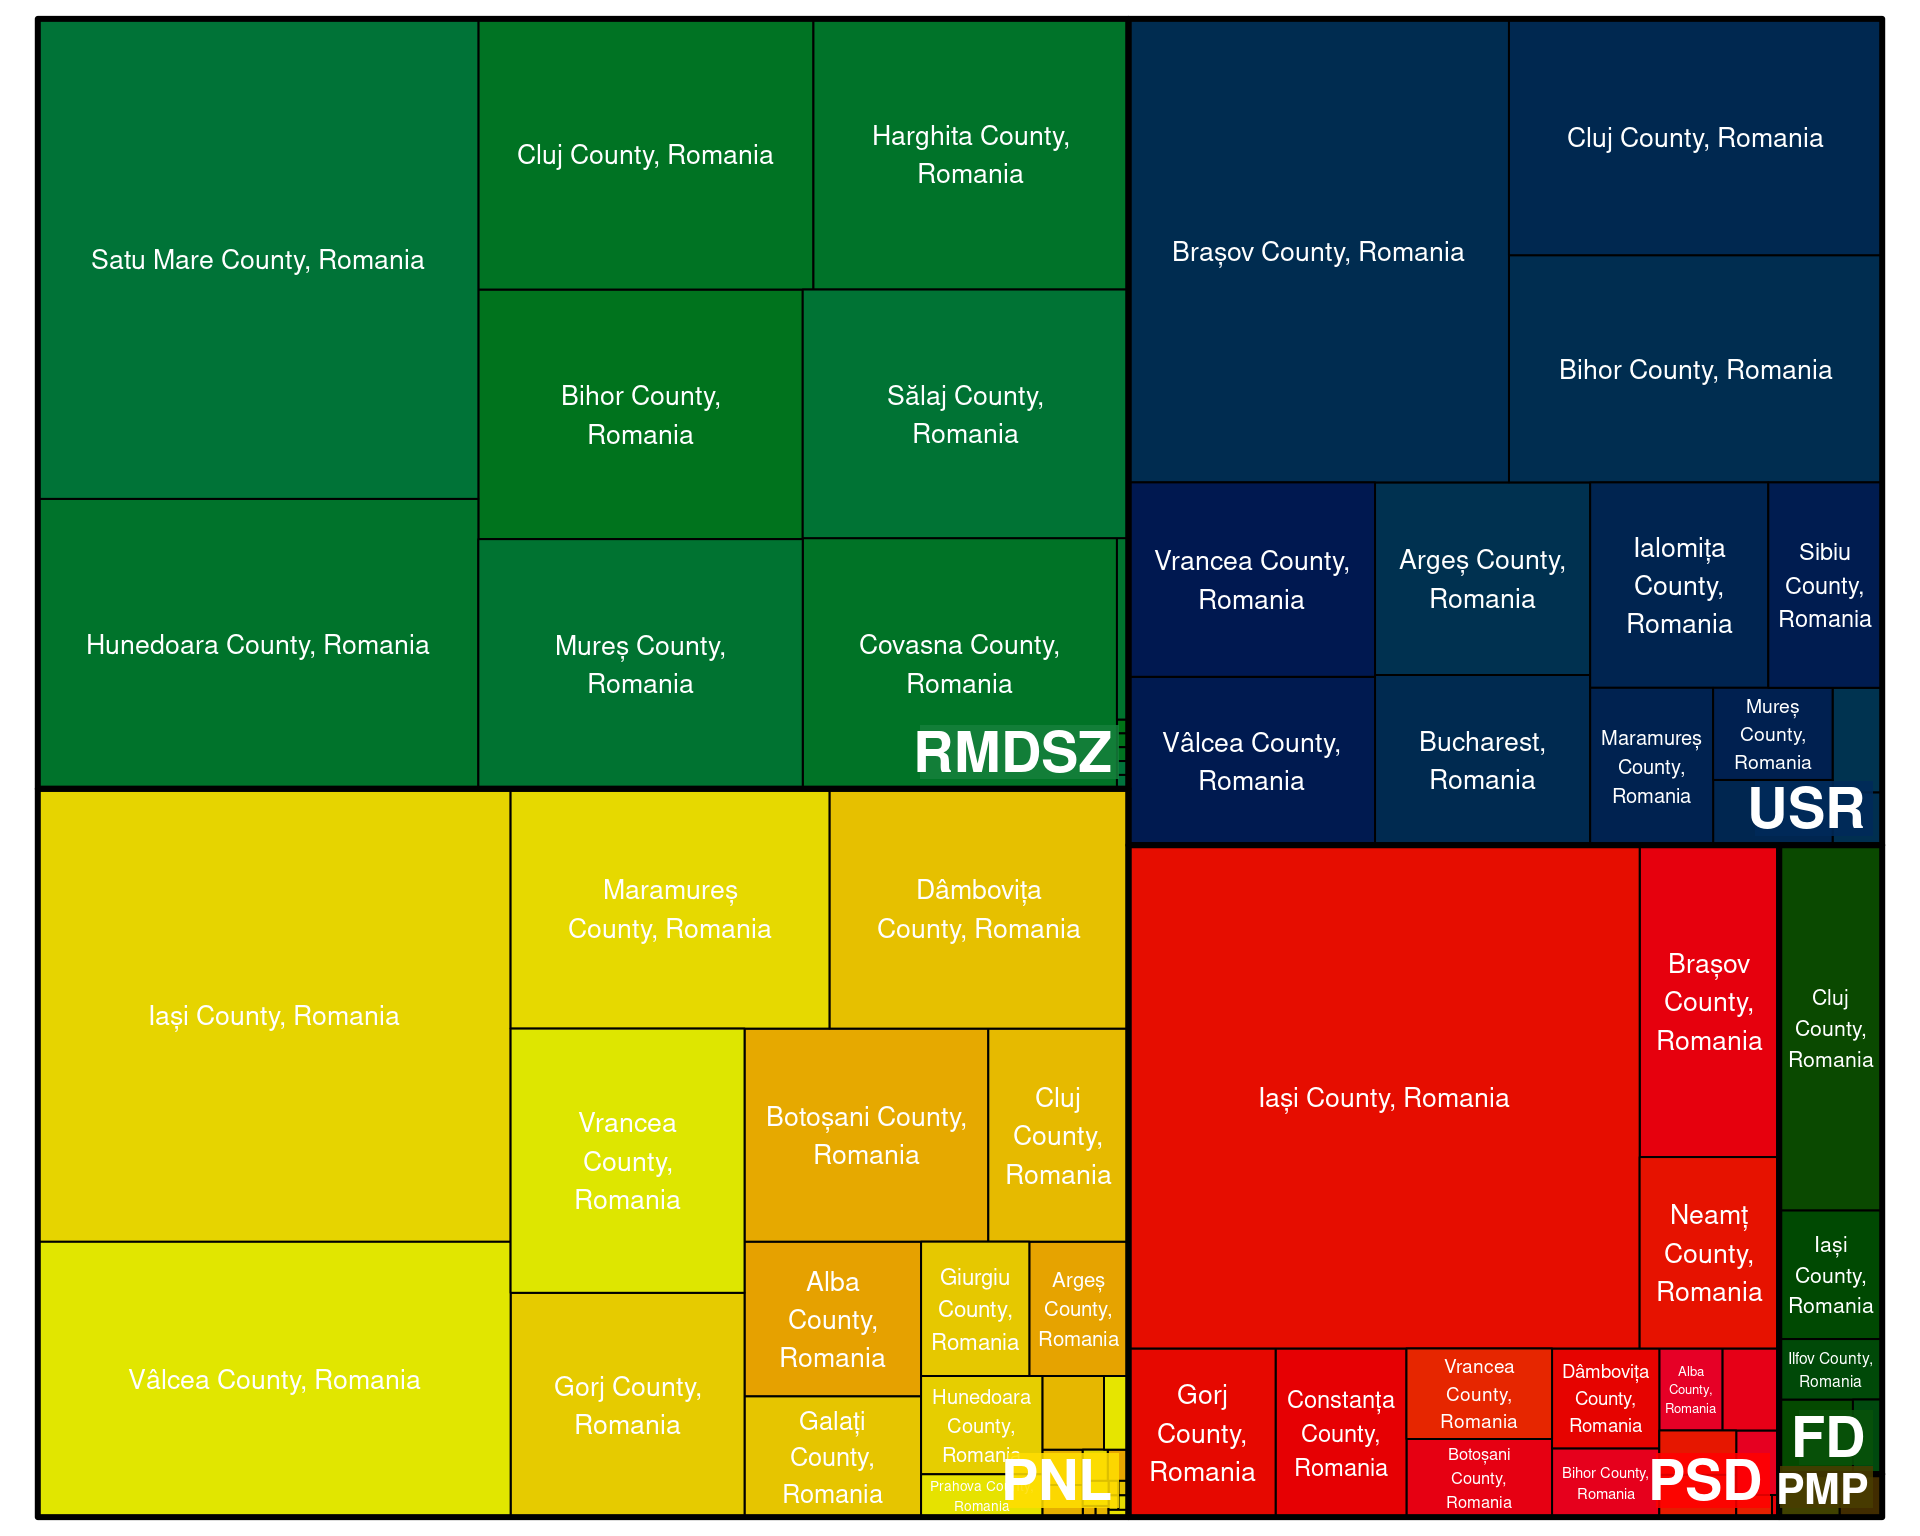 Satu Mare County, Romania
Cluj County, Romania
Harghita County,
Romania
Bihor County,
Romania
Sălaj County,
Romania
Hunedoara County, Romania
Mureș County,
Romania
Covasna County,
Romania
RMDSZ
Brașov County, Romania
Cluj County, Romania
Bihor County, Romania
Vrancea County,
Romania
Argeș County,
Romania
Ialomița
County,
Romania
Sibiu
County,
Romania
Vâlcea County,
Romania
Bucharest,
Romania
Maramureș
County,
Romania
Mureș
County,
Romania
USR
Iași County, Romania
Maramureș
County, Romania
Dâmbovița
County, Romania
Vrancea
County,
Romania
Botoșani County,
Romania
Cluj
County,
Romania
Vâlcea County, Romania
Gorj County,
Romania
Alba
County,
Romania
Giurgiu
County,
Romania
Argeș
County,
Romania
Galați
County,
Romania
Hunedoara
County,
Romania
Prahova County,
Romania
PNL
Iași County, Romania
Brașov
County,
Romania
Neamț
County,
Romania
Gorj
County,
Romania
Constanța
County,
Romania
Vrancea
County,
Romania
Botoșani
County,
Romania
Dâmbovița
County,
Romania
Bihor County,
Romania
Alba
County,
Romania
PSD
Cluj
County,
Romania
Iași
County,
Romania
Ilfov County,
Romania
FD
PMP